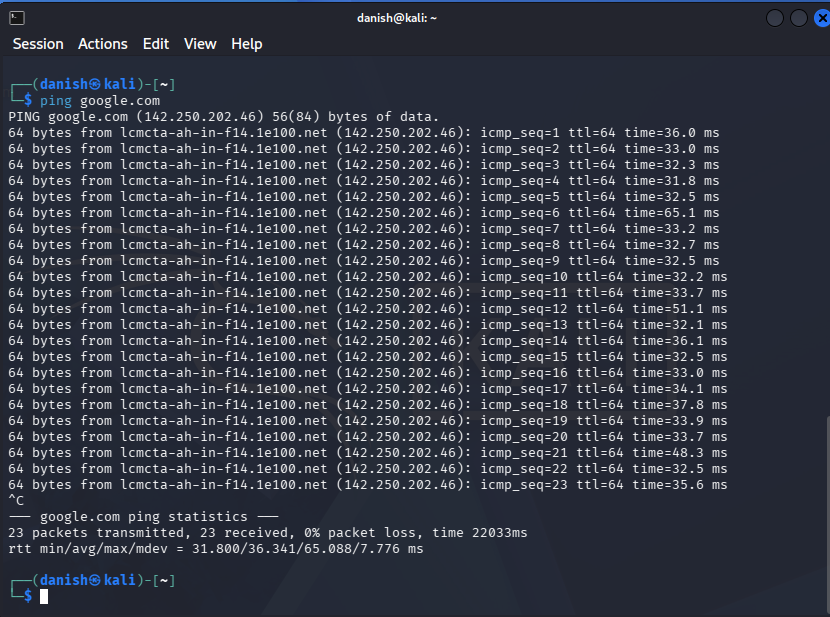 danish@kali: ~
Session Actions Edit View Help
┌──(danish㉿kali)-[~]
└─$ ping google.com
PING google.com (142.250.202.46) 56(84) bytes of data.
64 bytes from lcmcta-ah-in-f14.1e100.net (142.250.202.46): icmp_seq=1 ttl=64 time=36.0 ms
64 bytes from lcmcta-ah-in-f14.1e100.net (142.250.202.46): icmp_seq=2 ttl=64 time=33.0 ms
64 bytes from lcmcta-ah-in-f14.1e100.net (142.250.202.46): icmp_seq=3 ttl=64 time=32.3 ms
64 bytes from lcmcta-ah-in-f14.1e100.net (142.250.202.46): icmp_seq=4 ttl=64 time=31.8 ms
64 bytes from lcmcta-ah-in-f14.1e100.net (142.250.202.46): icmp_seq=5 ttl=64 time=32.5 ms
64 bytes from lcmcta-ah-in-f14.1e100.net (142.250.202.46): icmp_seq=6 ttl=64 time=65.1 ms
64 bytes from lcmcta-ah-in-f14.1e100.net (142.250.202.46): icmp_seq=7 ttl=64 time=33.2 ms
64 bytes from lcmcta-ah-in-f14.1e100.net (142.250.202.46): icmp_seq=8 ttl=64 time=32.7 ms
64 bytes from lcmcta-ah-in-f14.1e100.net (142.250.202.46): icmp_seq=9 ttl=64 time=32.5 ms
64 bytes from lcmcta-ah-in-f14.1e100.net (142.250.202.46): icmp_seq=10 ttl=64 time=32.2 ms
64 bytes from lcmcta-ah-in-f14.1e100.net (142.250.202.46): icmp_seq=11 ttl=64 time=33.7 ms
64 bytes from lcmcta-ah-in-f14.1e100.net (142.250.202.46): icmp_seq=12 ttl=64 time=51.1 ms
64 bytes from lcmcta-ah-in-f14.1e100.net (142.250.202.46): icmp_seq=13 ttl=64 time=32.1 ms
64 bytes from lcmcta-ah-in-f14.1e100.net (142.250.202.46): icmp_seq=14 ttl=64 time=36.1 ms
64 bytes from lcmcta-ah-in-f14.1e100.net (142.250.202.46): icmp_seq=15 ttl=64 time=32.5 ms
64 bytes from lcmcta-ah-in-f14.1e100.net (142.250.202.46): icmp_seq=16 ttl=64 time=33.0 ms
64 bytes from lcmcta-ah-in-f14.1e100.net (142.250.202.46): icmp_seq=17 ttl=64 time=34.1 ms
64 bytes from lcmcta-ah-in-f14.1e100.net (142.250.202.46): icmp_seq=18 ttl=64 time=37.8 ms
64 bytes from lcmcta-ah-in-f14.1e100.net (142.250.202.46): icmp_seq=19 ttl=64 time=33.9 ms
64 bytes from lcmcta-ah-in-f14.1e100.net (142.250.202.46): icmp_seq=20 ttl=64 time=33.7 ms
64 bytes from lcmcta-ah-in-f14.1e100.net (142.250.202.46): icmp_seq=21 ttl=64 time=48.3 ms
64 bytes from lcmcta-ah-in-f14.1e100.net (142.250.202.46): icmp_seq=22 ttl=64 time=32.5 ms
64 bytes from lcmcta-ah-in-f14.1e100.net (142.250.202.46): icmp_seq=23 ttl=64 time=35.6 ms
^C
--- google.com ping statistics ---
23 packets transmitted, 23 received, 0% packet loss, time 22033ms
rtt min/avg/max/mdev = 31.800/36.341/65.088/7.776 ms
┌──(danish㉿kali)-[~]
└─$